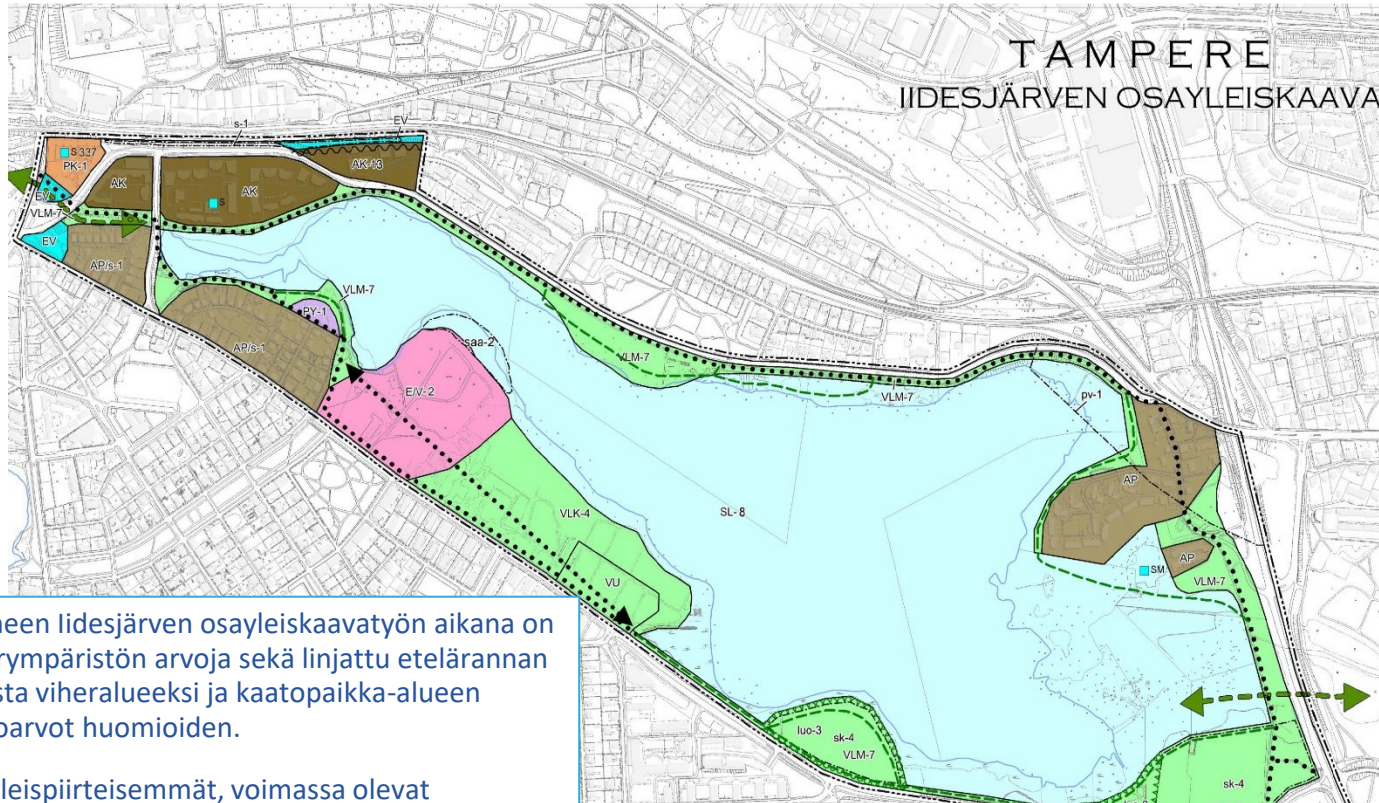 TAMPERE
IIDESJÄRVEN OSAYLEISKAAVA
s-1
EV
S 337
PK-1
AK
AK
AK-13
S
EV
VLM-7
EV
AP/s-1
VLM-7
PY-1
AP/s-1
saa-2
E/V-2
VLM-7
VLM-7
pv-1
AP
SL-8
VLK-4
AP
SM
VU
VLM-7
luo-3
sk-4
VLM-7
sk-4
neen Iidesjärven osayleiskaavatyön aikana on
rympäristön arvoja sekä linjattu etelärannan
sta viheralueeksi ja kaatopaikka-alueen
oarvot huomioiden.
leispiirteisemmät, voimassa olevat